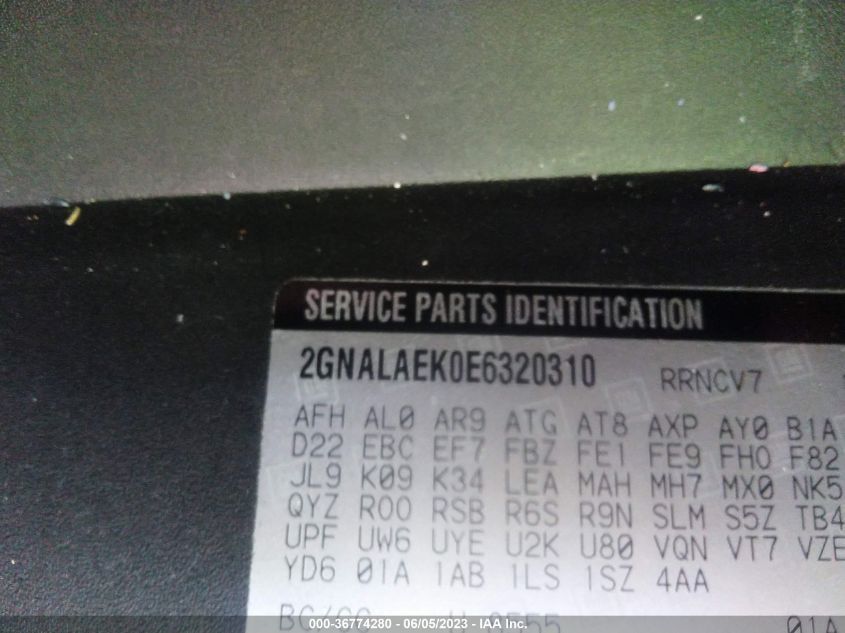 SERVICE PARTS IDENTIFICATION
2GNALAEK0E6320310 RRNCV7
AFH AL0 AR9 ATG AT8 AXP AY0 B1A
D22 EBC EF7 FBZ FE1 FE9 FHO F82
JL9 K09 K34 LEA MAH MH7 MX0 NK5
QYZ R00 RSB R6S R9N SLM S5Z TB4
UPF UW6 UYE U2K U80 VQN VT7 VZE
YD6 01A 1AB 1LS 1SZ 4AA
01A
000-36774280 - 06/05/2023 - IAA Inc.